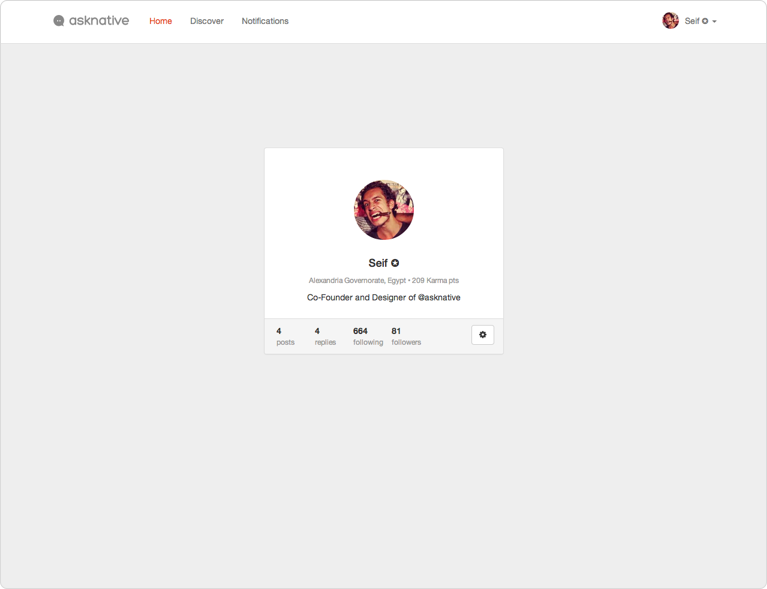 asknative Home Discover Notifications Seif
Seif
Alexandria Governorate, Egypt • 209 Karma pts
Co-Founder and Designer of @asknative
4 4 664 81
posts replies following followers